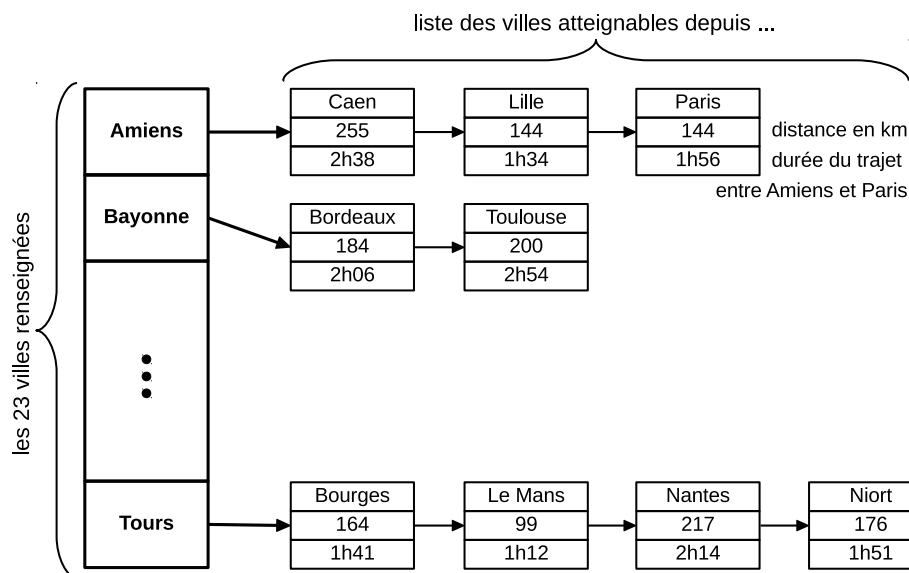 liste des villes atteignables depuis ...
Caen
Lille
Paris
Amiens
255
144
144
distance en km
2h38
1h34
1h56
durée du trajet
entre Amiens et Paris
Bayonne
Bordeaux
Toulouse
184
200
2h06
2h54
les 23 villes renseignées
Bourges
Le Mans
Nantes
Niort
Tours
164
99
217
176
1h41
1h12
2h14
1h51